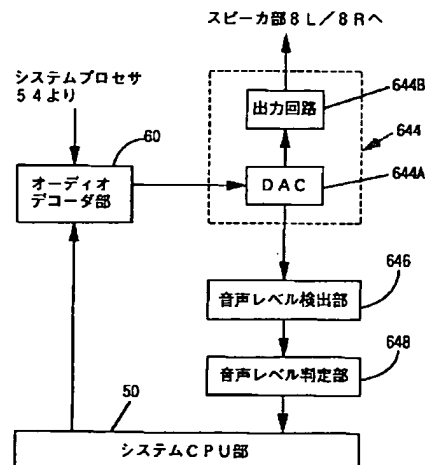 スピーカ部8L/8Rへ
システムプロセサ
54より
644B
出力回路
644
60
オーディオ
デコーダ部
DAC
644A
646
音声レベル検出部
648
音声レベル判定部
50
システムCPU部